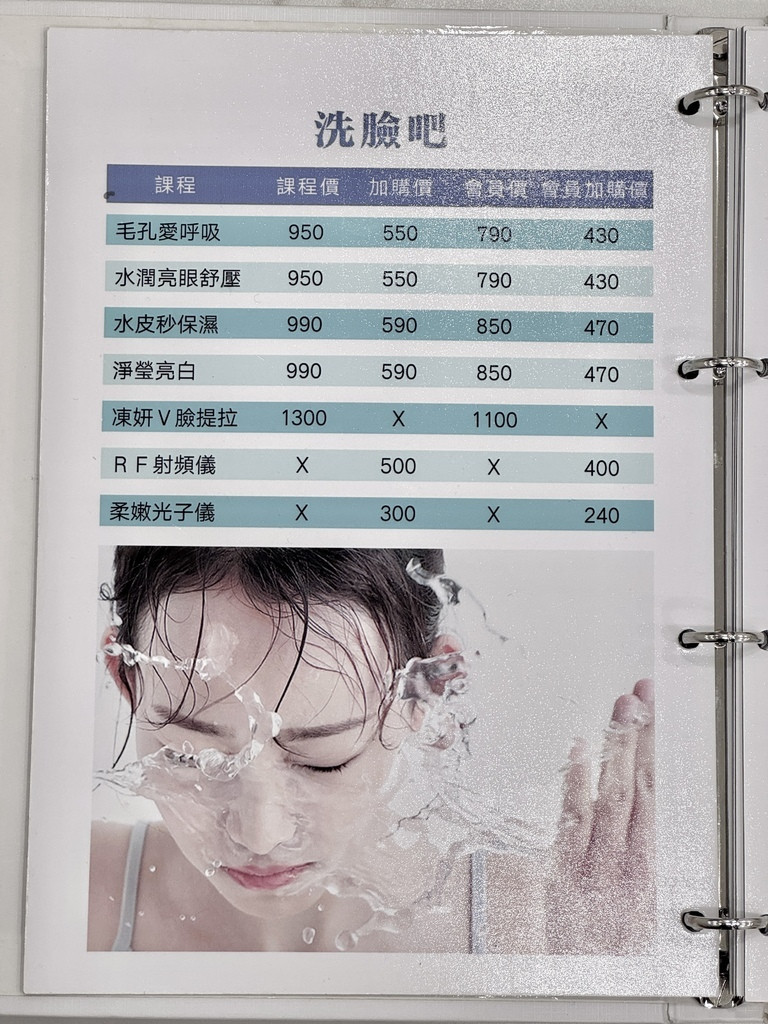 洗臉吧
課程 課程價 加購價 會員價 會員加購價
毛孔愛呼吸 950 550 790 430
水潤亮眼舒壓 950 550 790 430
水皮秒保濕 990 590 850 470
淨瑩亮白 990 590 850 470
凍妍V臉提拉 1300 X 1100 X
RF射頻儀 X 500 X 400
柔嫩光子儀 X 300 X 240